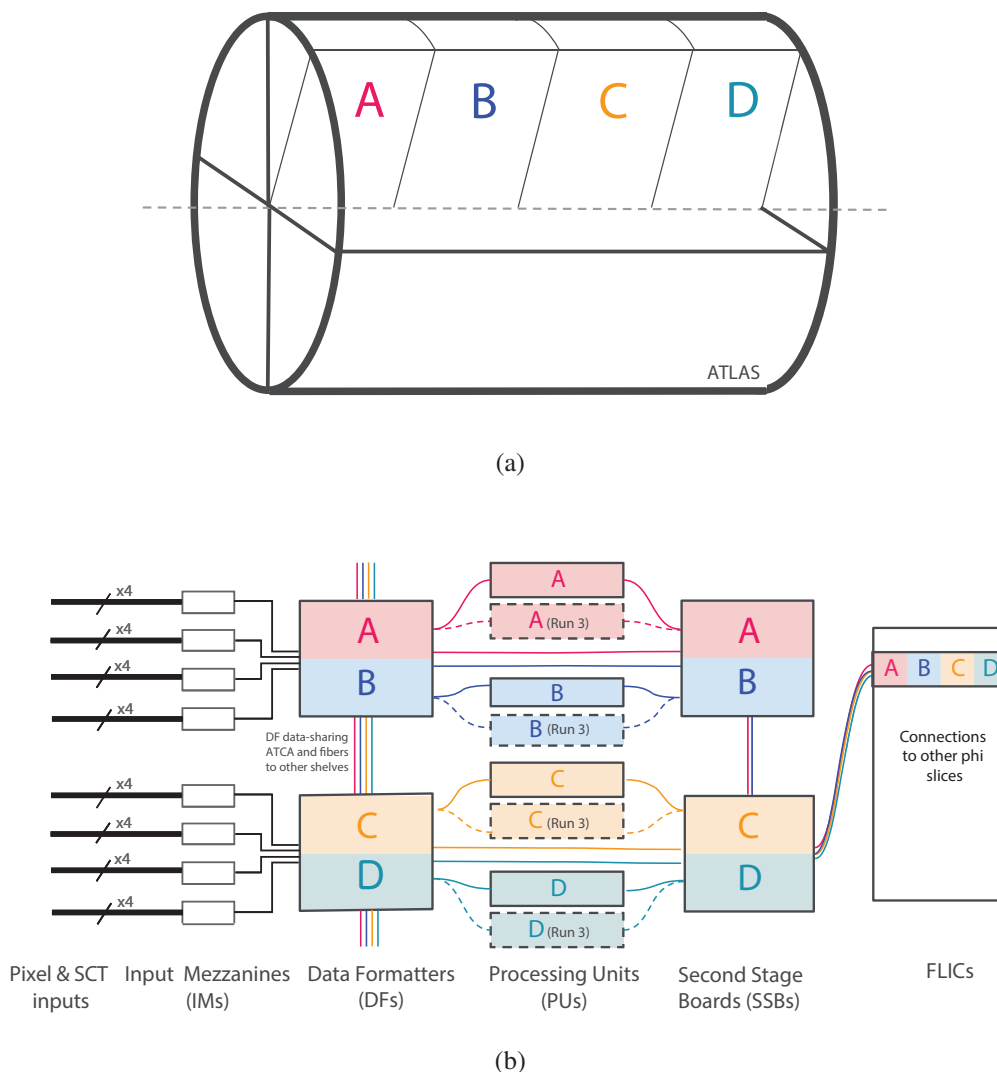 A B C D
ATLAS
(a)
x4
x4
x4
x4
A
B
A
A (Run 3)
B
B (Run 3)
A
B
DF data-sharing
ATCA and fibers
to other shelves
x4
x4
x4
x4
C
D
C
C (Run 3)
D
D (Run 3)
C
D
A B C D
Connections
to other phi
slices
Pixel & SCT
inputs
Input Mezzanines
(IMs)
Data Formatters
(DFs)
Processing Units
(PUs)
Second Stage
Boards (SSBs)
FLICs
(b)